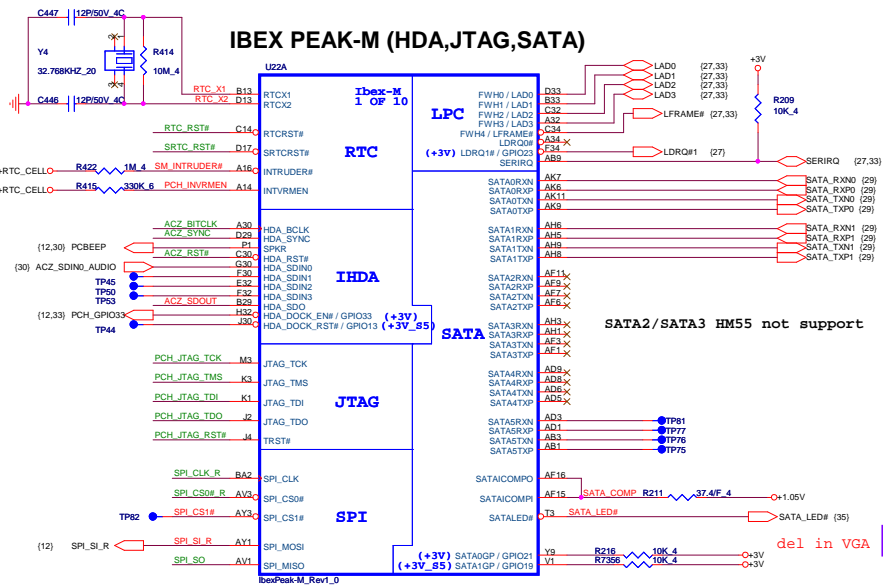 IBEX PEAK-M (HDA,JTAG,SATA)
C447 12P/50V_4C
Y4
32.768KHZ_20
R414
10M_4
C446 12P/50V_4C
U22A
Ibex-M
1 OF 10
RTC_X1 B13 RTCX1
RTC_X2 D13 RTCX2
RTC_RST# C14 RTCRST#
SRTC_RST# D17 SRTCRST#
+RTC_CELL R422 1M_4 SM_INTRUDER# A16 INTRUDER#
+RTC_CELL R415 330K_6 PCH_INVRMEN A14 INTVRMEN
RTC
ACZ_BITCLK A30 HDA_BCLK
ACZ_SYNC D29 HDA_SYNC
{12,30} PCBEEP P1 SPKR
ACZ_RST# C30 HDA_RST#
{30} ACZ_SDIN0_AUDIO G30 HDA_SDIN0
TP45 F30 HDA_SDIN1
TP50 E32 HDA_SDIN2
TP53 F32 HDA_SDIN3
ACZ_SDOUT B29 HDA_SDO
{12,33} PCH_GPIO33 H32 HDA_DOCK_EN# / GPIO33 (+3V)
TP44 J30 HDA_DOCK_RST# / GPIO13 (+3V_S5)
IHDA
PCH_JTAG_TCK M3 JTAG_TCK
PCH_JTAG_TMS K3 JTAG_TMS
PCH_JTAG_TDI K1 JTAG_TDI
PCH_JTAG_TDO J2 JTAG_TDO
PCH_JTAG_RST# J4 TRST#
JTAG
SPI_CLK_R BA2 SPI_CLK
SPI_CS0#_R AV3 SPI_CS0#
TP82 SPI_CS1# AY3 SPI_CS1#
{12} SPI_SI_R SPI_SI_R AY1 SPI_MOSI
SPI_SO AV1 SPI_MISO
SPI
IbexPeak-M_Rev1_0
LPC
FWH0 / LAD0 D33 LAD0 {27,33}
FWH1 / LAD1 B33 LAD1 {27,33}
FWH2 / LAD2 C32 LAD2 {27,33}
FWH3 / LAD3 A32 LAD3 {27,33}
FWH4 / LFRAME# C34 LFRAME# {27,33}
LDRQ0# A34
(+3V) LDRQ1# / GPIO23 F34 LDRQ#1 {27}
SERIRQ AB9 SERIRQ {27,33}
+3V
R209
10K_4
SATA
SATA0RXN AK7 SATA_RXN0 {29}
SATA0RXP AK6 SATA_RXP0 {29}
SATA0TXN AK11 SATA_TXN0 {29}
SATA0TXP AK9 SATA_TXP0 {29}
SATA1RXN AH6 SATA_RXN1 {29}
SATA1RXP AH5 SATA_RXP1 {29}
SATA1TXN AH9 SATA_TXN1 {29}
SATA1TXP AH8 SATA_TXP1 {29}
SATA2RXN AF11
SATA2RXP AF9
SATA2TXN AF7
SATA2TXP AF6
SATA3RXN AH3
SATA3RXP AH1
SATA3TXN AF3
SATA3TXP AF1
SATA2/SATA3 HM55 not support
SATA4RXN AD9
SATA4RXP AD8
SATA4TXN AD6
SATA4TXP AD5
SATA5RXN AD3 TP81
SATA5RXP AD1 TP77
SATA5TXN AB3 TP76
SATA5TXP AB1 TP75
SATAICOMPO AF16
SATAICOMPI AF15 SATA_COMP R211 37.4/F_4 +1.05V
SATALED# T3 SATA_LED# SATA_LED# {35}
del in VGA
(+3V) SATA0GP / GPIO21 Y9 R216 10K_4 +3V
(+3V_S5) SATA1GP / GPIO19 V1 R7356 10K_4 +3V